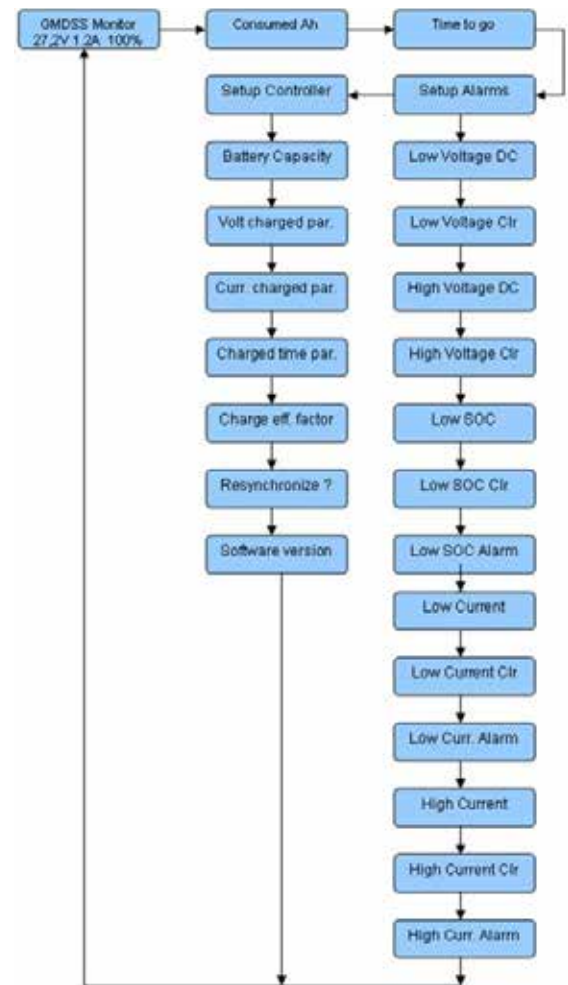 GMDSS Monitor
27,2V 1.2A 100%
Consumed Ah
Time to go
Setup Controller
Setup Alarms
Battery Capacity
Low Voltage DC
Volt charged par.
Low Voltage Clr
Curr. charged par.
High Voltage DC
Charged time par.
High Voltage Clr
Charge eff. factor
Low SOC
Resynchronize ?
Low SOC Clr
Software version
Low SOC Alarm
Low Current
Low Current Clr
Low Curr. Alarm
High Current
High Current Clr
High Curr. Alarm